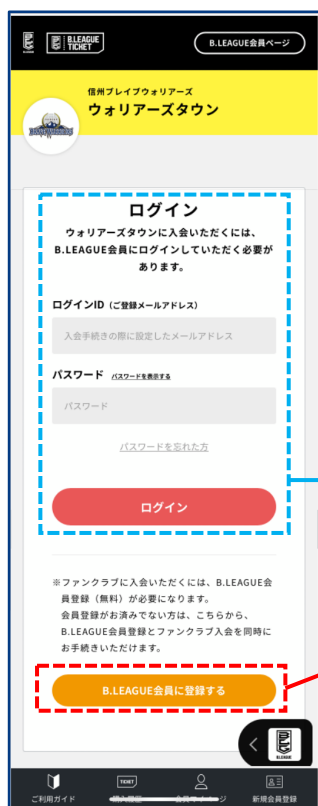 B.LEAGUE
TICKET
B.LEAGUE会員ページ
信州ブレイブウォリアーズ
ウォリアーズタウン
BRAVE WARRIORS
ログイン
ウォリアーズタウンに入会いただくには、
B.LEAGUE会員にログインしていただく必要が
あります。
ログインID（ご登録メールアドレス）
入会手続きの際に設定したメールアドレス
パスワード パスワードを表示する
パスワード
パスワードを忘れた方
ログイン
※ファンクラブに入会いただくには、B.LEAGUE会
員登録（無料）が必要になります。
会員登録がお済みでない方は、こちらから、
B.LEAGUE会員登録とファンクラブ入会を同時に
お手続きいただけます。
B.LEAGUE会員に登録する
B.LEAGUE
TICKET
ご利用ガイド
新規会員登録